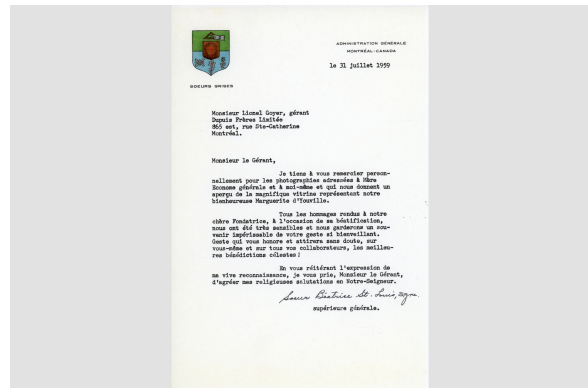 ADMINISTRATION GÉNÉRALE
MONTRÉAL-CANADA
le 31 juillet 1959
SOEURS GRISES
Monsieur Lionel Goyer, gérant
Dupuis Frères Limitée
865 est, rue Ste-Catherine
Montréal.
Monsieur le Gérant,
Je tiens à vous remercier person-
nellement pour les photographies adressées à Mère
Econome générale et à moi-même et qui nous donnent un
aperçu de la magnifique vitrine représentant notre
bienheureuse Marguerite d'Youville.
Tous les hommages rendus à notre
chère Fondatrice, à l'occasion de sa béatification,
nous ont été très sensibles et nous garderons un sou-
venir impérissable de votre geste si bienveillant.
Geste qui vous honore et attirera sans doute, sur
vous-même et sur tous vos collaborateurs, les meilleu-
res bénédictions célestes!
En vous réitérant l'expression de
ma vive reconnaissance, je vous prie, Monsieur le Gérant,
d'agréer mes religieuses salutations en Notre-Seigneur.
Soeur Béatrice St-Louis,
supérieure générale.